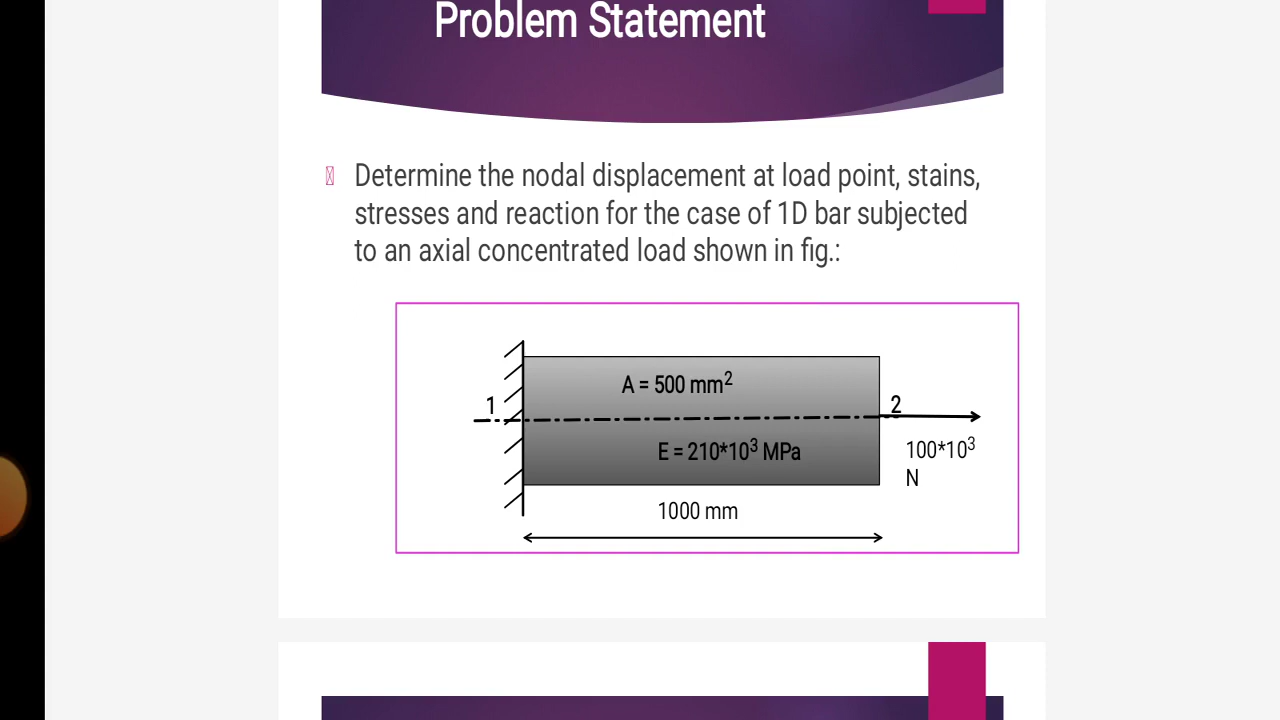 Problem Statement
Determine the nodal displacement at load point, stains,
stresses and reaction for the case of 1D bar subjected
to an axial concentrated load shown in fig.:
A = 500 mm²
1
2
E = 210*10³ MPa
100*10³
N
1000 mm